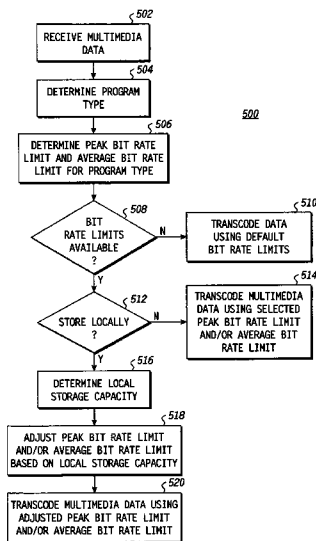 502
RECEIVE MULTIMEDIA
DATA
504
DETERMINE PROGRAM
TYPE
506
500
DETERMINE PEAK BIT RATE
LIMIT AND AVERAGE BIT RATE
LIMIT FOR PROGRAM TYPE
508
BIT
RATE LIMITS
AVAILABLE
?
N
Y
510
TRANSCODE DATA
USING DEFAULT
BIT RATE LIMITS
512
STORE LOCALLY
?
N
Y
514
TRANSCODE MULTIMEDIA
DATA USING SELECTED
PEAK BIT RATE LIMIT
AND/OR AVERAGE BIT
RATE LIMIT
516
DETERMINE LOCAL
STORAGE CAPACITY
518
ADJUST PEAK BIT RATE LIMIT
AND/OR AVERAGE BIT RATE LIMIT
BASED ON LOCAL STORAGE CAPACITY
520
TRANSCODE MULTIMEDIA DATA USING
ADJUSTED PEAK BIT RATE LIMIT
AND/OR AVERAGE BIT RATE LIMIT